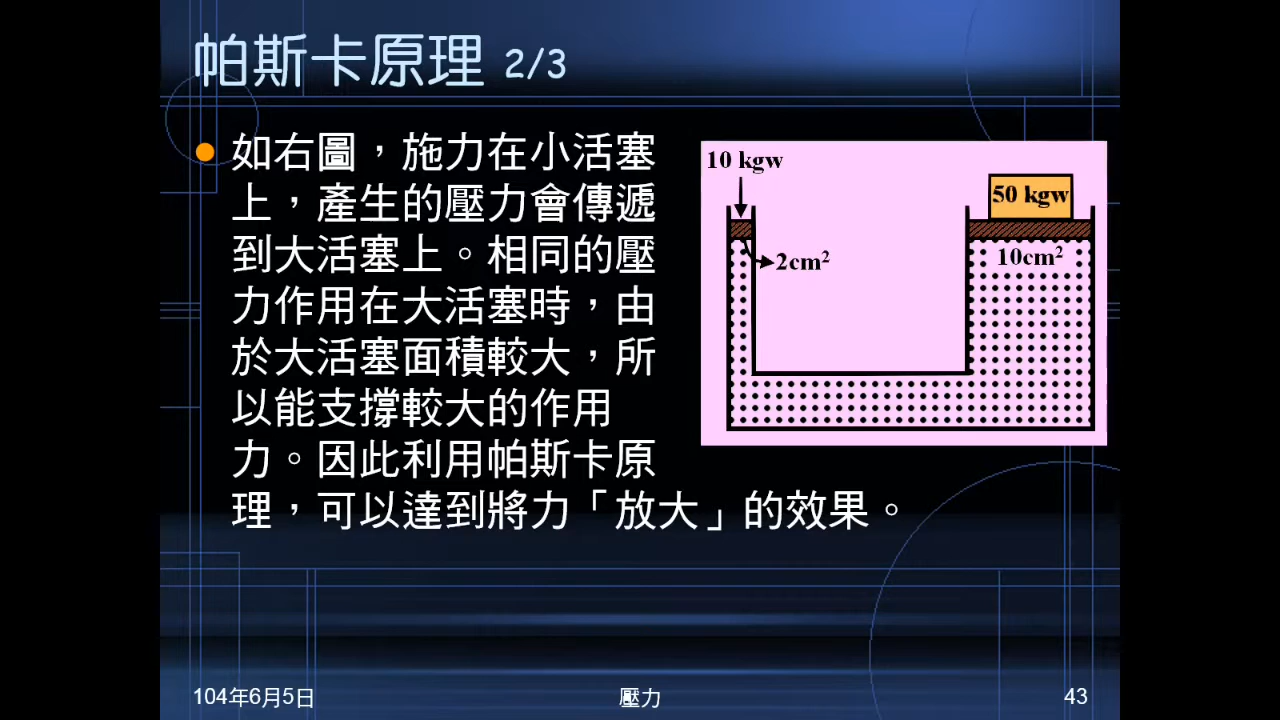 帕斯卡原理 2/3
如右圖，施力在小活塞
上，產生的壓力會傳遞
到大活塞上。相同的壓
力作用在大活塞時，由
於大活塞面積較大，所
以能支撐較大的作用
力。因此利用帕斯卡原
理，可以達到將力「放大」的效果。
10 kgw
50 kgw
2cm²
10cm²
104年6月5日
壓力
43